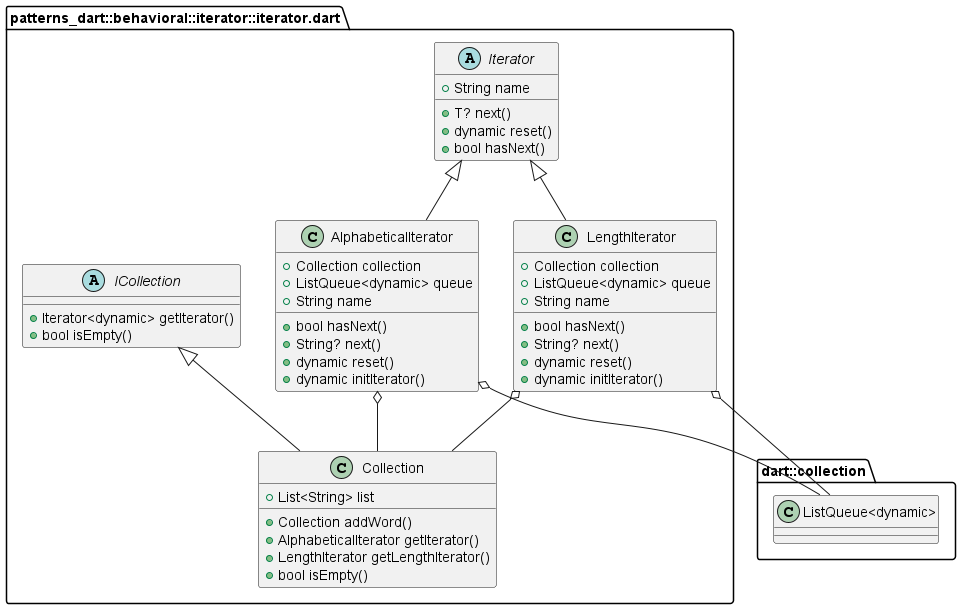 patterns_dart::behavioral::iterator::iterator.dart
A Iterator
String name
T? next()
dynamic reset()
bool hasNext()
C AlphabeticalIterator
Collection collection
ListQueue<dynamic> queue
String name
bool hasNext()
String? next()
dynamic reset()
dynamic initIterator()
C LengthIterator
Collection collection
ListQueue<dynamic> queue
String name
bool hasNext()
String? next()
dynamic reset()
dynamic initIterator()
A ICollection
Iterator<dynamic> getIterator()
bool isEmpty()
C Collection
List<String> list
Collection addWord()
AlphabeticalIterator getIterator()
LengthIterator getLengthIterator()
bool isEmpty()
dart::collection
C ListQueue<dynamic>